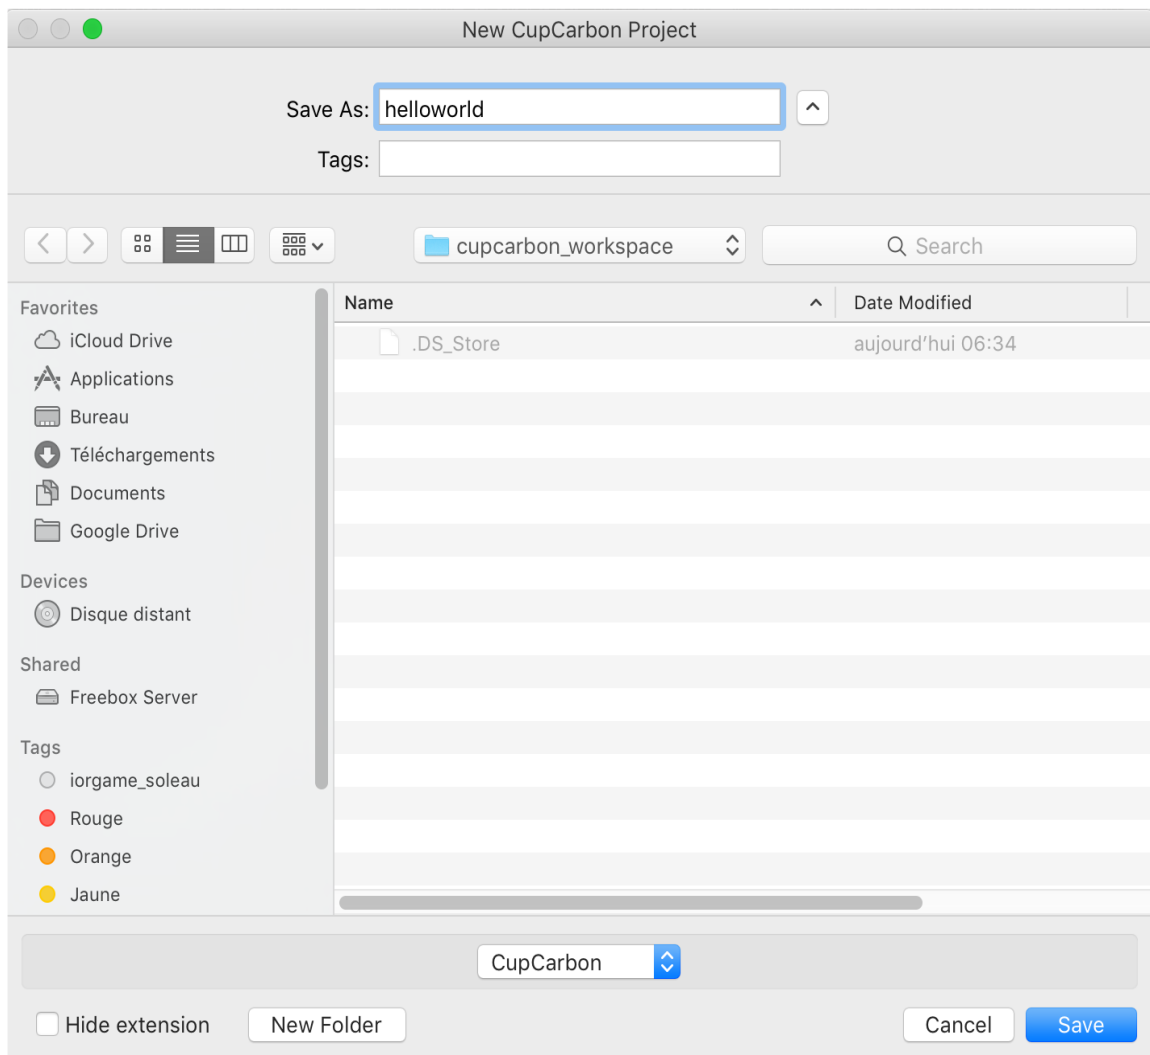 New CupCarbon Project
Save As: helloworld
Tags:
cupcarbon_workspace
Search
Favorites
iCloud Drive
Applications
Bureau
Téléchargements
Documents
Google Drive
Devices
Disque distant
Shared
Freebox Server
Tags
iorgame_soleau
Rouge
Orange
Jaune
Name Date Modified
.DS_Store aujourd’hui 06:34
CupCarbon
Hide extension New Folder Cancel Save